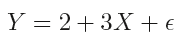 Y = 2 + 3X + ϵ